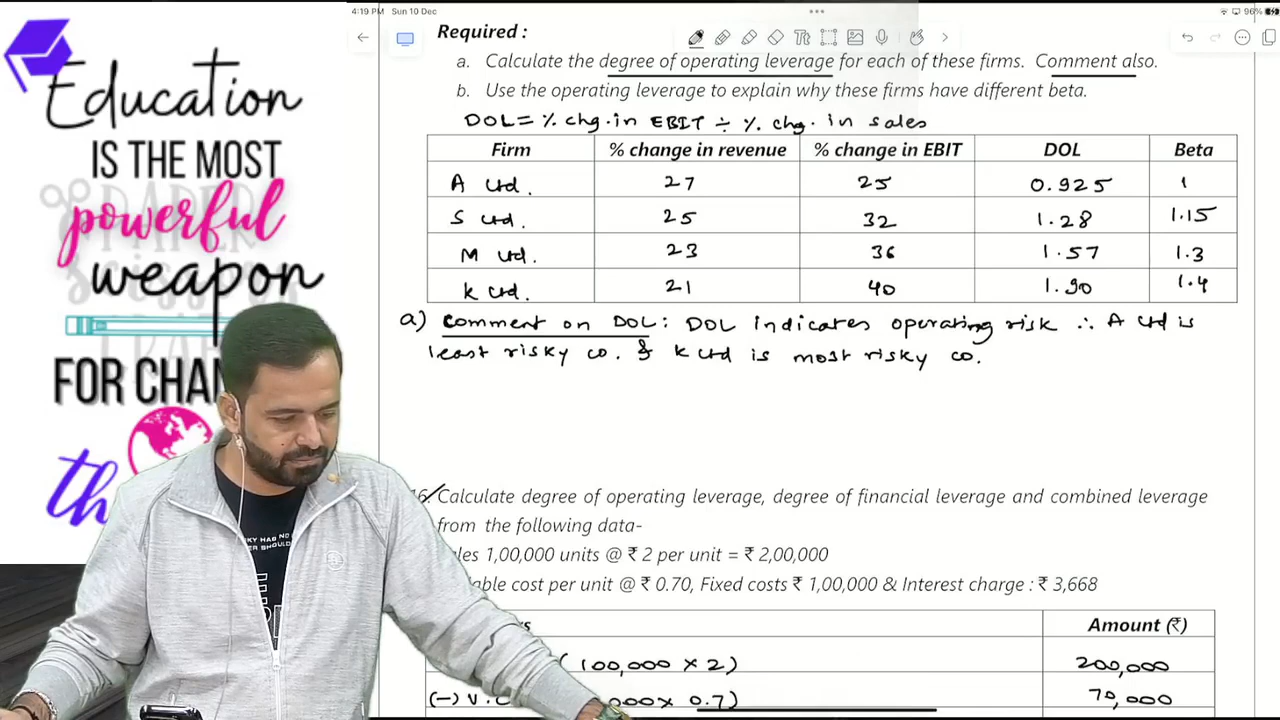 4:19 PM Sun 10 Dec
96%
Education
IS THE MOST
powerful
weapon
FOR CHAN
th
Required :
a. Calculate the degree of operating leverage for each of these firms. Comment also.
b. Use the operating leverage to explain why these firms have different beta.
DOL = % chg. in EBIT ÷ % chg. in sales
Firm % change in revenue % change in EBIT DOL Beta
A Ltd. 27 25 0.925 1
S Ltd. 25 32 1.28 1.15
M Ltd. 23 36 1.57 1.3
K Ltd. 21 40 1.90 1.4
a) Comment on DOL : DOL indicates operating risk ∴ A Ltd is
least risky co. & K Ltd is most risky co.
Calculate degree of operating leverage, degree of financial leverage and combined leverage
from the following data-
les 1,00,000 units @ ₹ 2 per unit = ₹ 2,00,000
able cost per unit @ ₹ 0.70, Fixed costs ₹ 1,00,000 & Interest charge : ₹ 3,668
Amount (₹)
(100,000 × 2) 200,000
(−) V.C 000 × 0.7) 70,000